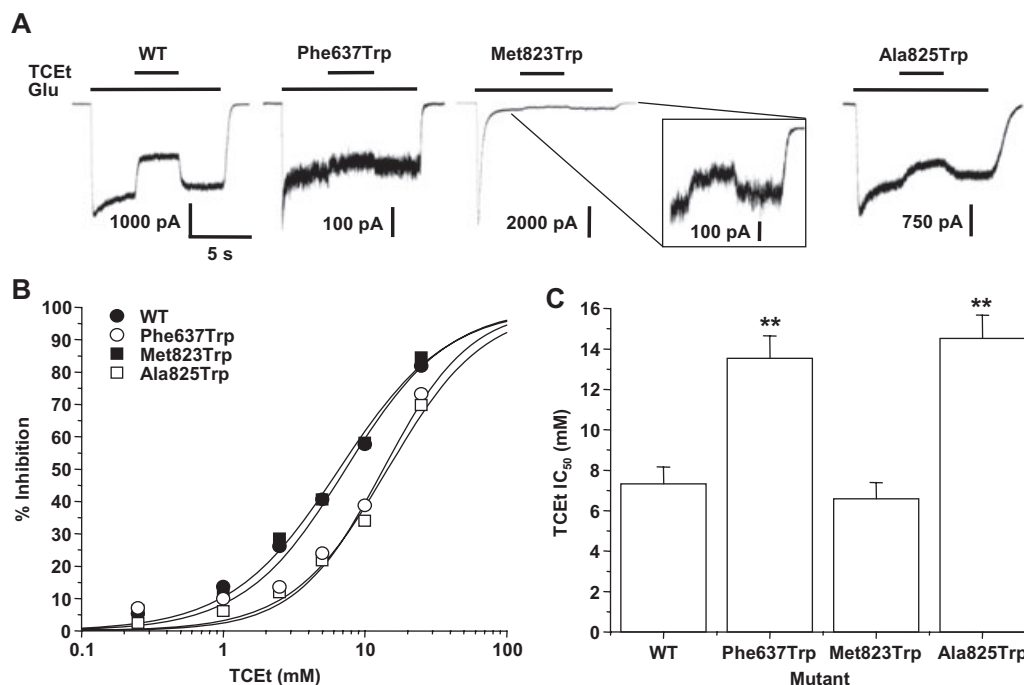 A
WT
Phe637Trp
Met823Trp
Ala825Trp
TCEt
Glu
1000 pA
5 s
100 pA
2000 pA
100 pA
750 pA
B
WT
Phe637Trp
Met823Trp
Ala825Trp
100
90
80
70
60
50
40
30
20
10
0
% Inhibition
0.1
1
10
100
TCEt (mM)
C
16
14
12
10
8
6
4
2
0
TCEt IC50 (mM)
**
**
WT
Phe637Trp
Met823Trp
Ala825Trp
Mutant